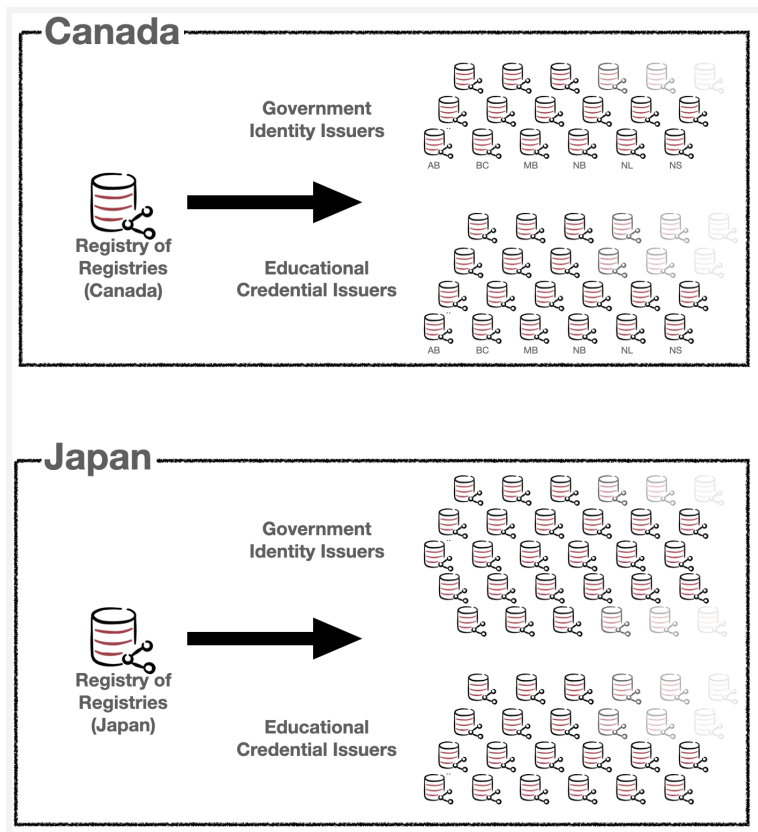 Canada
Government
Identity Issuers
AB BC MB NB NL NS
Registry of
Registries
(Canada)
Educational
Credential Issuers
AB BC MB NB NL NS
Japan
Government
Identity Issuers
Registry of
Registries
(Japan)
Educational
Credential Issuers